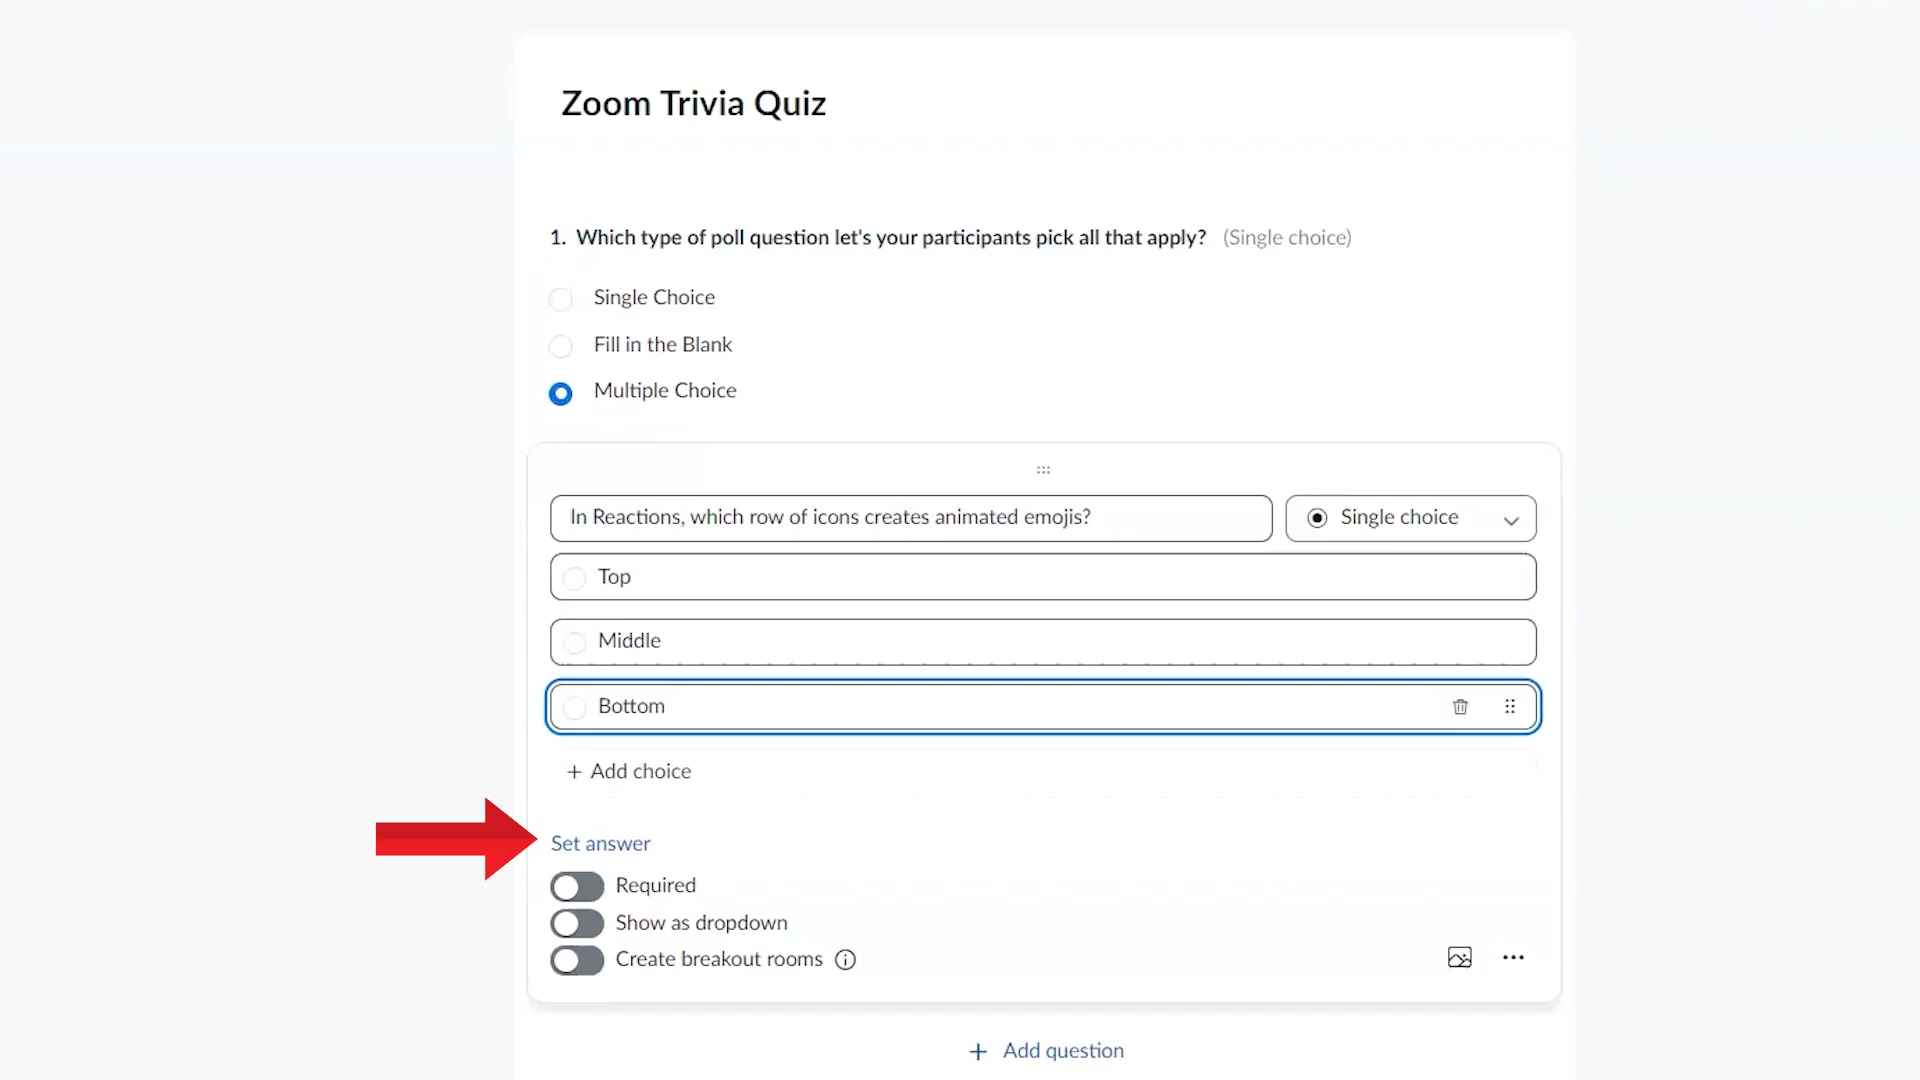 Zoom Trivia Quiz
1. Which type of poll question let's your participants pick all that apply? (Single choice)
Single Choice
Fill in the Blank
Multiple Choice
In Reactions, which row of icons creates animated emojis?
Single choice
Top
Middle
Bottom
+ Add choice
Set answer
Required
Show as dropdown
Create breakout rooms
+ Add question